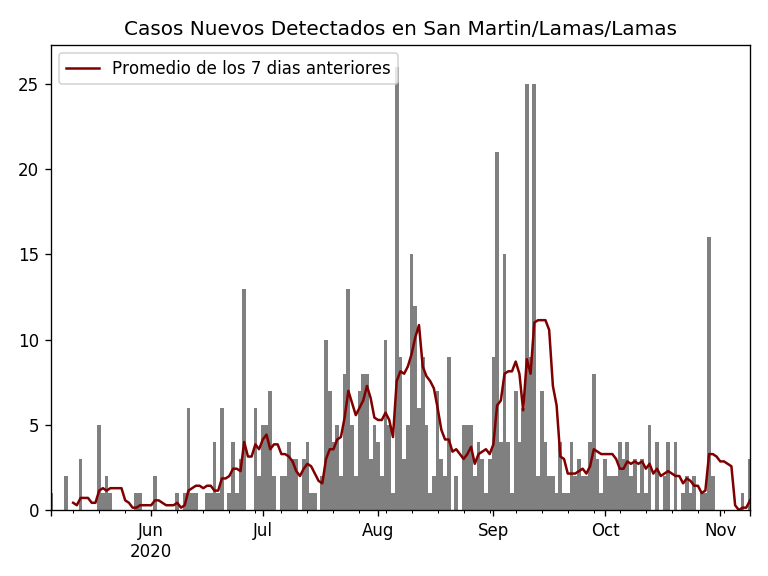 Casos Nuevos Detectados en San Martin/Lamas/Lamas
Promedio de los 7 dias anteriores
25
20
15
10
5
0
Jun Jul Aug Sep Oct Nov
2020